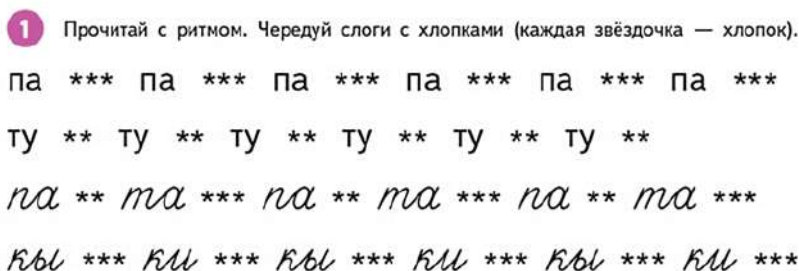 1 Прочитай с ритмом. Чередуй слоги с хлопками (каждая звёздочка — хлопок).
па *** па *** па *** па *** па *** па ***
ту ** ту ** ту ** ту ** ту ** ту **
па ** та *** па ** та *** па ** та ***
кы *** ки *** кы *** ки *** кы *** ки ***